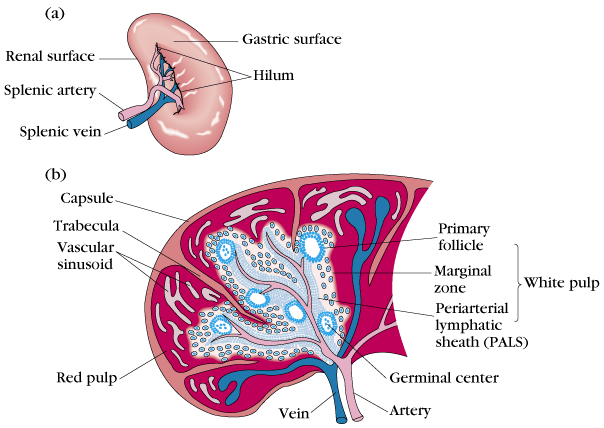 (a)
Gastric surface
Renal surface
Hilum
Splenic artery
Splenic vein
(b)
Capsule
Trabecula
Vascular
sinusoid
Primary
follicle
Marginal
zone
White pulp
Periarterial
lymphatic
sheath (PALS)
Red pulp
Germinal center
Vein
Artery